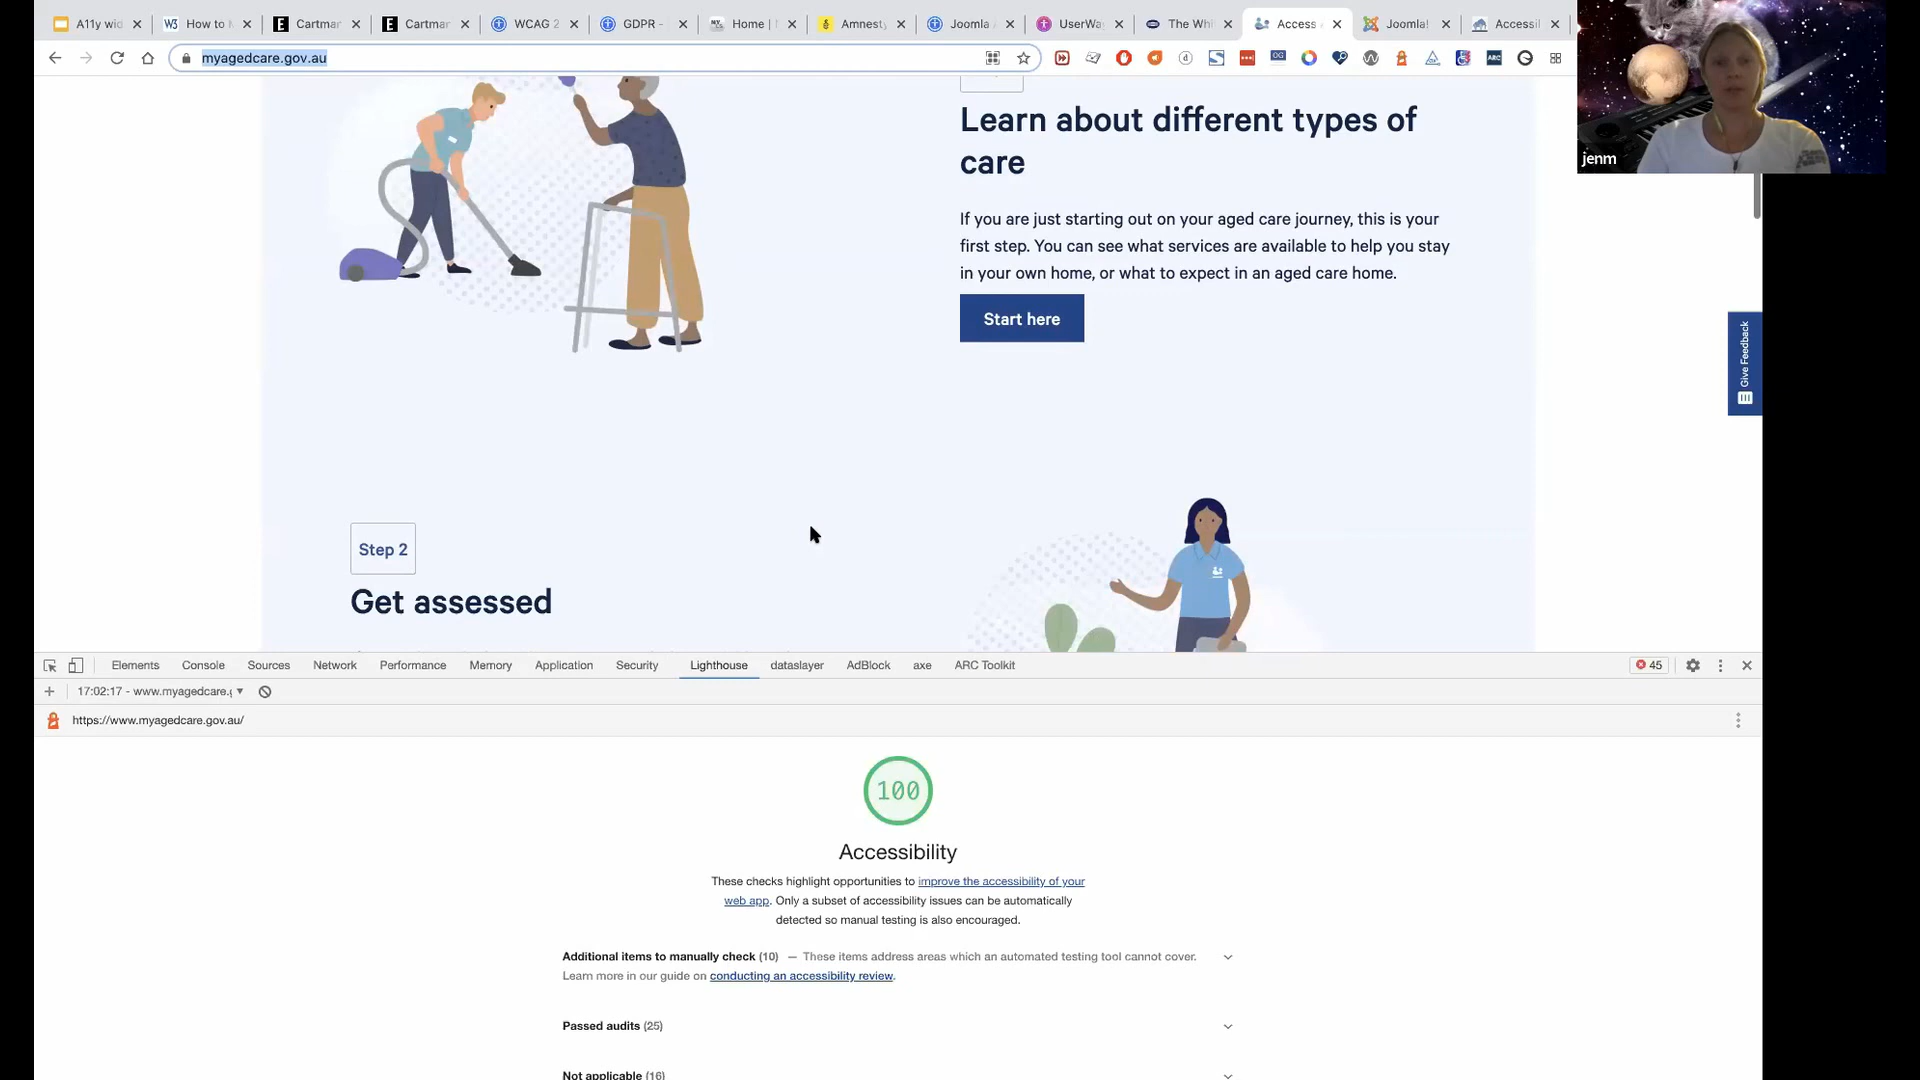 A11y wid
How to M
Cartmar
Cartmar
WCAG 2
GDPR -
Home |
Amnest
Joomla
UserWa
The Whi
Access
Joomla!
Accessil
myagedcare.gov.au
jenm
Learn about different types of
care
If you are just starting out on your aged care journey, this is your
first step. You can see what services are available to help you stay
in your own home, or what to expect in an aged care home.
Start here
Give Feedback
Step 2
Get assessed
Elements Console Sources Network Performance Memory Application Security Lighthouse dataslayer AdBlock axe ARC Toolkit 45
17:02:17 - www.myagedcare.g
https://www.myagedcare.gov.au/
100
Accessibility
These checks highlight opportunities to improve the accessibility of your
web app. Only a subset of accessibility issues can be automatically
detected so manual testing is also encouraged.
Additional items to manually check (10) — These items address areas which an automated testing tool cannot cover.
Learn more in our guide on conducting an accessibility review.
Passed audits (25)
Not applicable (16)